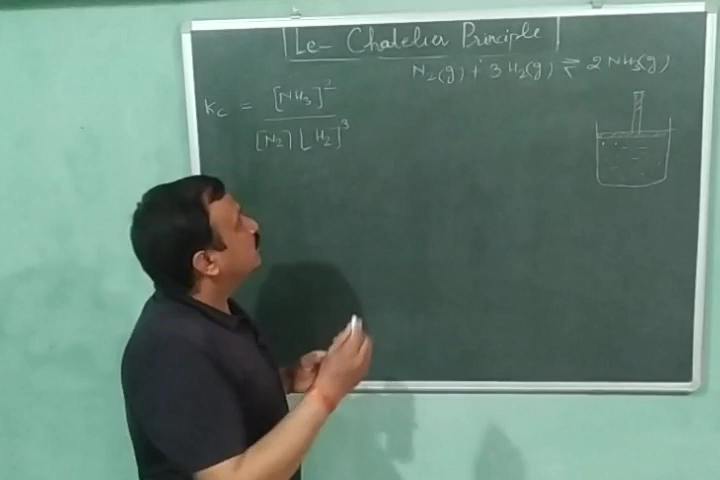 Le- Chatelier Principle
N₂(g) + 3H₂(g) ⇌ 2NH₃(g)
Kc = [NH₃]² / [N₂] [H₂]³